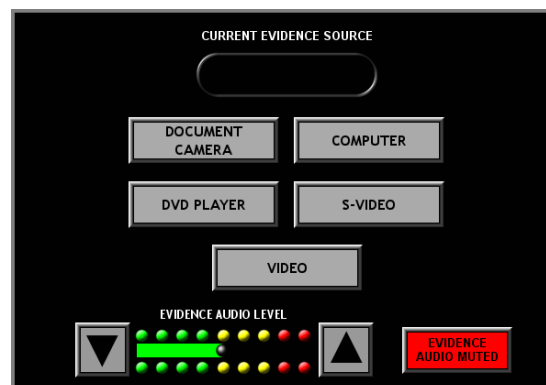 CURRENT EVIDENCE SOURCE
DOCUMENT
CAMERA
COMPUTER
DVD PLAYER
S-VIDEO
VIDEO
EVIDENCE AUDIO LEVEL
EVIDENCE
AUDIO MUTED